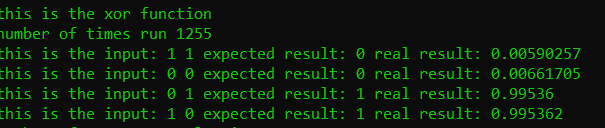 this is the xor function
number of times run 1255
this is the input: 1 1 expected result: 0 real result: 0.00590257
this is the input: 0 0 expected result: 0 real result: 0.00661705
this is the input: 0 1 expected result: 1 real result: 0.99536
this is the input: 1 0 expected result: 1 real result: 0.995362